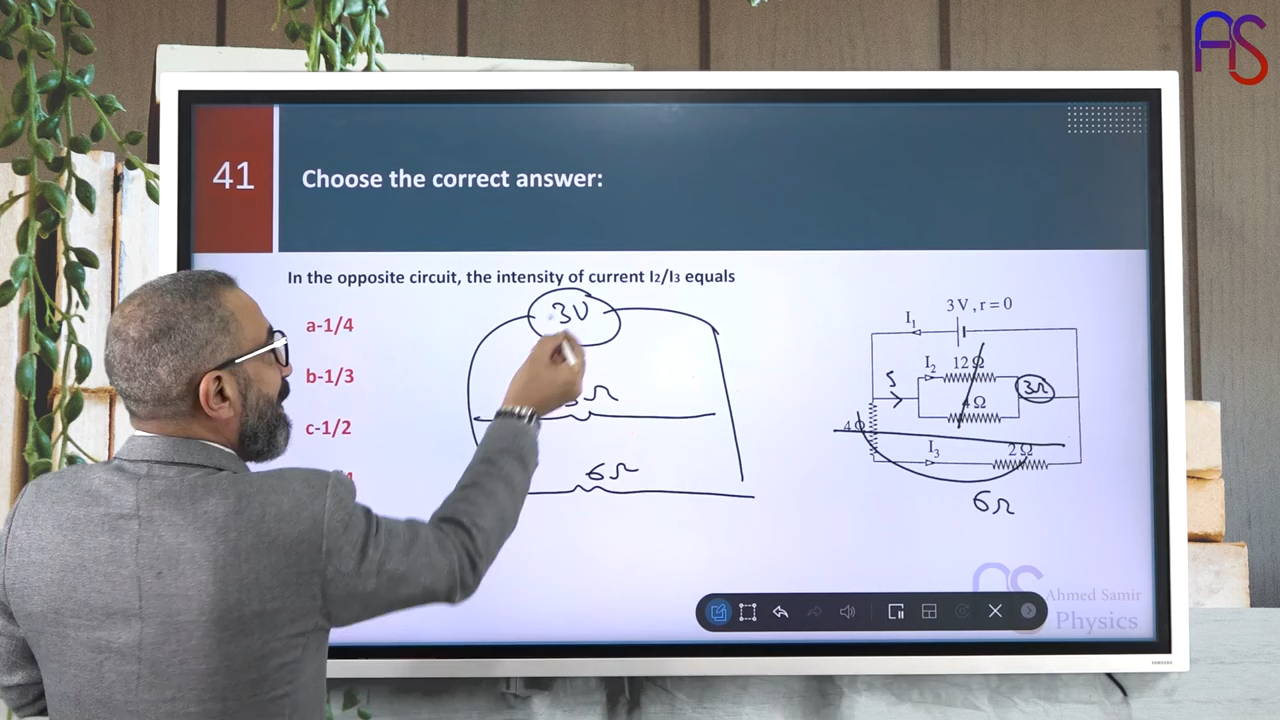 AS
41
Choose the correct answer:
In the opposite circuit, the intensity of current I₂/I₃ equals
a-1/4
b-1/3
c-1/2
3V
Ω
6Ω
3 V , r = 0
I₁
I₂
12 Ω
4 Ω
3Ω
4 Ω
I₃
2 Ω
6Ω
Ahmed Samir
Physics
SAMSUNG